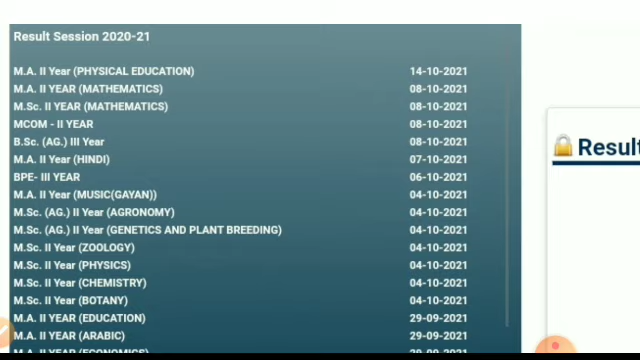 Result Session 2020-21
M.A. II Year (PHYSICAL EDUCATION) 14-10-2021
M.A. II YEAR (MATHEMATICS) 08-10-2021
M.Sc. II YEAR (MATHEMATICS) 08-10-2021
MCOM - II YEAR 08-10-2021
B.Sc. (AG.) III Year 08-10-2021
M.A. II Year (HINDI) 07-10-2021
BPE- III YEAR 06-10-2021
M.A. II Year (MUSIC(GAYAN)) 04-10-2021
M.Sc. (AG.) II Year (AGRONOMY) 04-10-2021
M.Sc. (AG.) II Year (GENETICS AND PLANT BREEDING) 04-10-2021
M.Sc. II Year (ZOOLOGY) 04-10-2021
M.Sc. II Year (PHYSICS) 04-10-2021
M.Sc. II Year (CHEMISTRY) 04-10-2021
M.Sc. II Year (BOTANY) 04-10-2021
M.A. II YEAR (EDUCATION) 29-09-2021
M.A. II YEAR (ARABIC) 29-09-2021
M.A. II YEAR (ECONOMICS) 29-09-2021
Result